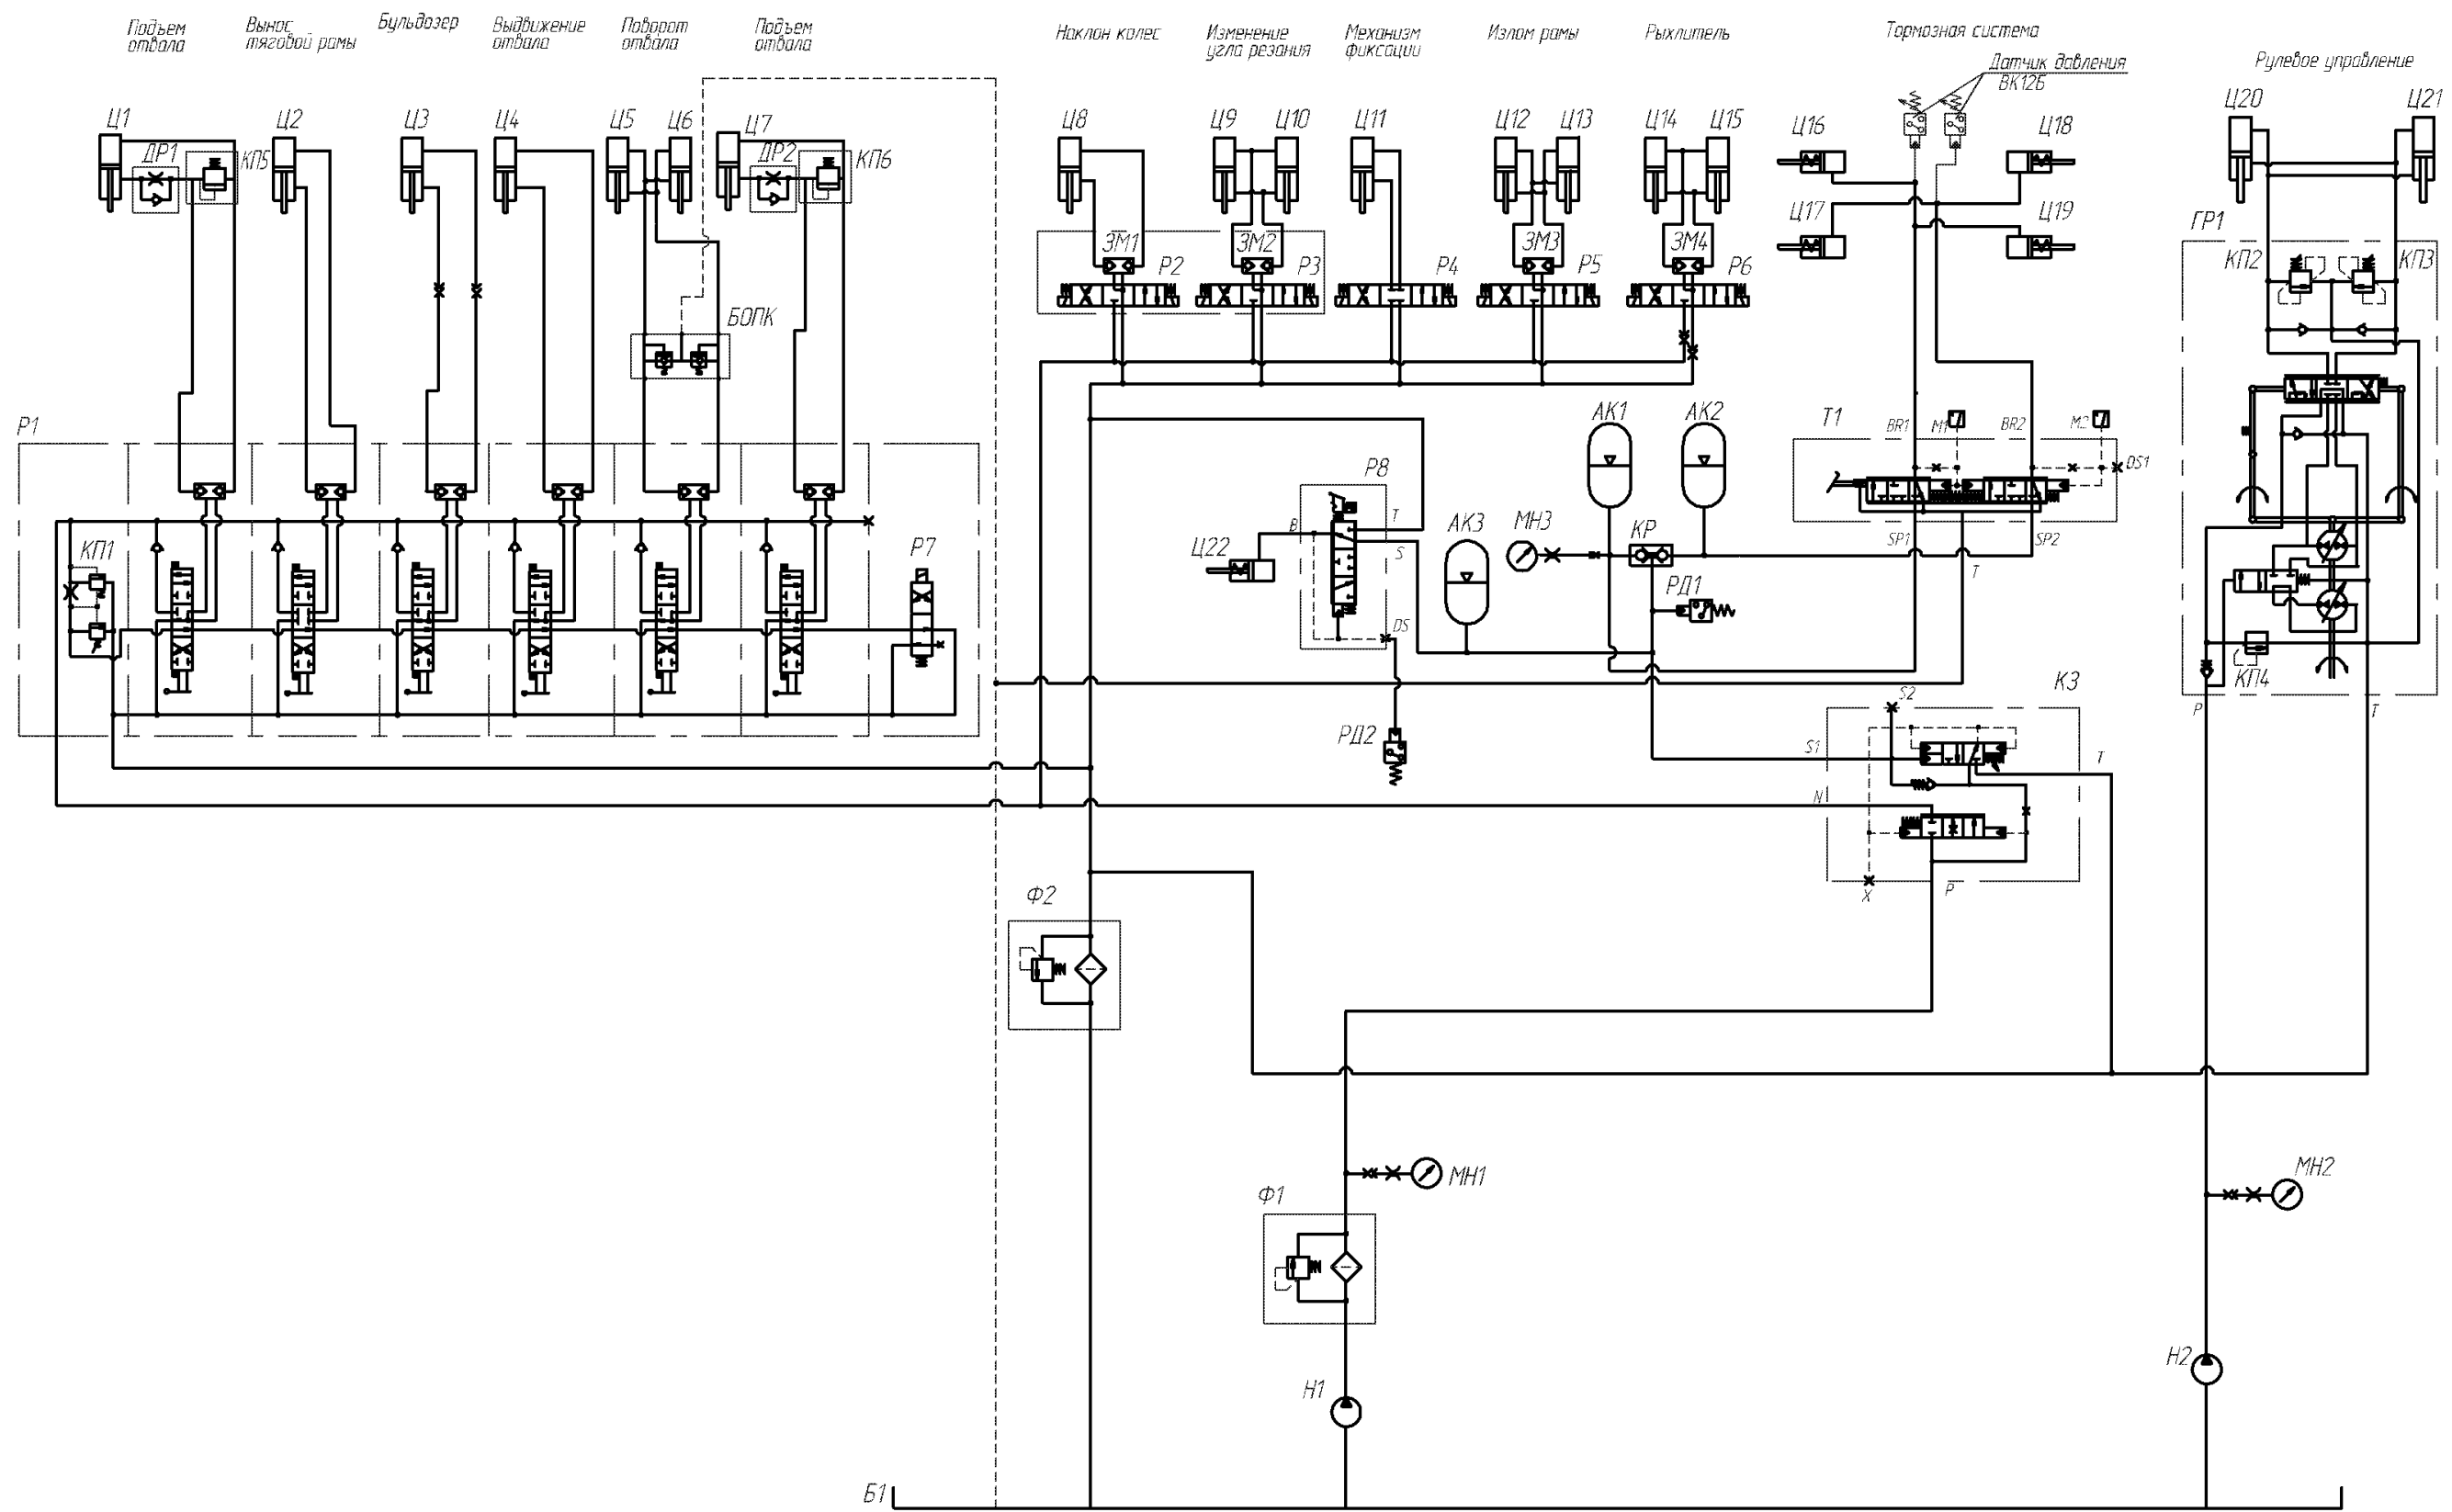 Подъем
отвала
Вынос
тяговой рамы
Бульдозер
Выдвижение
отвала
Поворот
отвала
Подъем
отвала
Наклон колес
Изменение
угла резания
Механизм
фиксации
Излом рамы
Рыхлитель
Тормозная система
Датчик давления
ВК12Б
Рулевое управление
Ц1
Ц2
Ц3
Ц4
Ц5
Ц6
Ц7
Ц8
Ц9
Ц10
Ц11
Ц12
Ц13
Ц14
Ц15
Ц16
Ц18
Ц20
Ц21
ДР1
КП5
ДР2
КП6
Ц17
Ц19
ГР1
ЗМ1
Р2
ЗМ2
Р3
Р4
ЗМ3
Р5
ЗМ4
Р6
КП2
КП3
БОПК
Р1
АК1
АК2
Т1
BR1
М1
BR2
М2
DS1
Р8
В
Т
S
АК3
МН3
КР
SP1
Т
SP2
КП1
Р7
Ц22
РД1
DS
КП4
Р
Т
РД2
К3
S2
S1
Т
N
X
Р
Ф2
МН1
Ф1
МН2
Н1
Н2
Б1